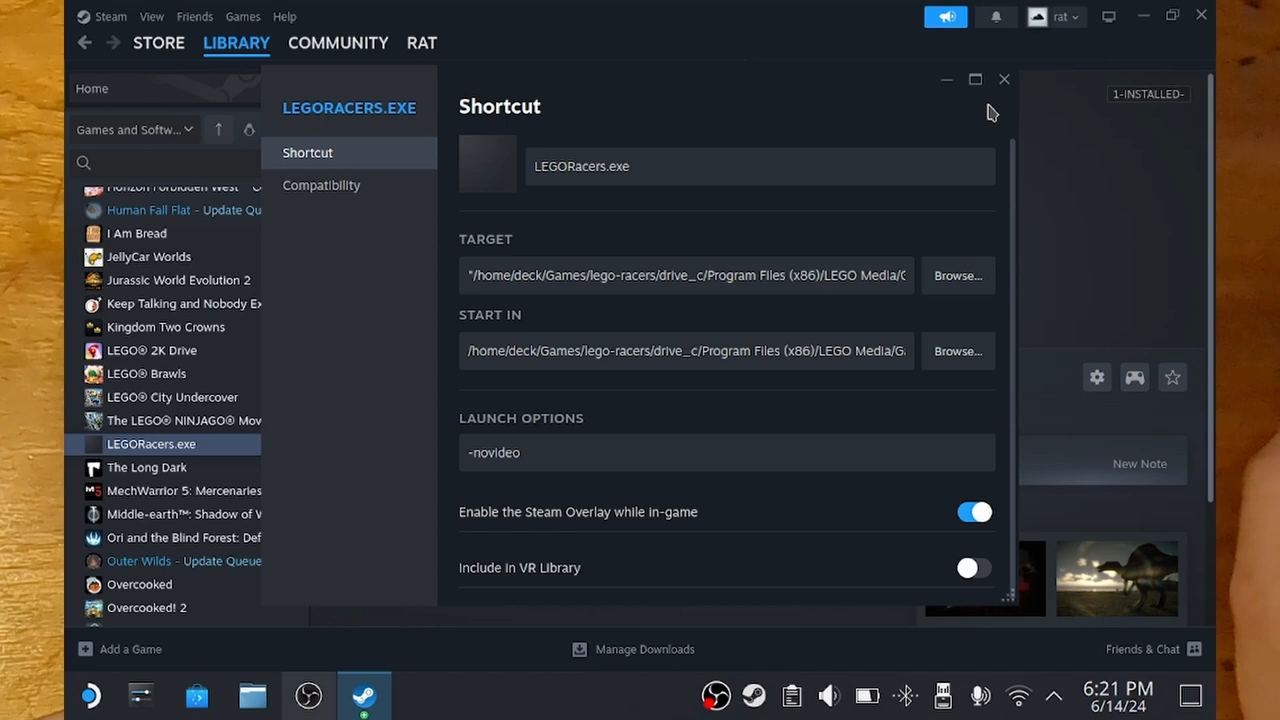 Steam View Friends Games Help
rat
STORE LIBRARY COMMUNITY RAT
Home
Games and Softw...
LEGORACERS.EXE
Shortcut
Compatibility
Shortcut
LEGORacers.exe
TARGET
"/home/deck/Games/lego-racers/drive_c/Program Files (x86)/LEGO Media/G
Browse...
START IN
/home/deck/Games/lego-racers/drive_c/Program Files (x86)/LEGO Media/Ga
Browse...
LAUNCH OPTIONS
-novideo
Enable the Steam Overlay while in-game
Include in VR Library
1-INSTALLED-
New Note
Horizon Forbidden West
Human Fall Flat - Update Qu
I Am Bread
JellyCar Worlds
Jurassic World Evolution 2
Keep Talking and Nobody Ex
Kingdom Two Crowns
LEGO® 2K Drive
LEGO® Brawls
LEGO® City Undercover
The LEGO® NINJAGO® Mov
LEGORacers.exe
The Long Dark
MechWarrior 5: Mercenaries
Middle-earth™: Shadow of W
Ori and the Blind Forest: Def
Outer Wilds - Update Queue
Overcooked
Overcooked! 2
Add a Game
Manage Downloads
Friends & Chat
6:21 PM
6/14/24